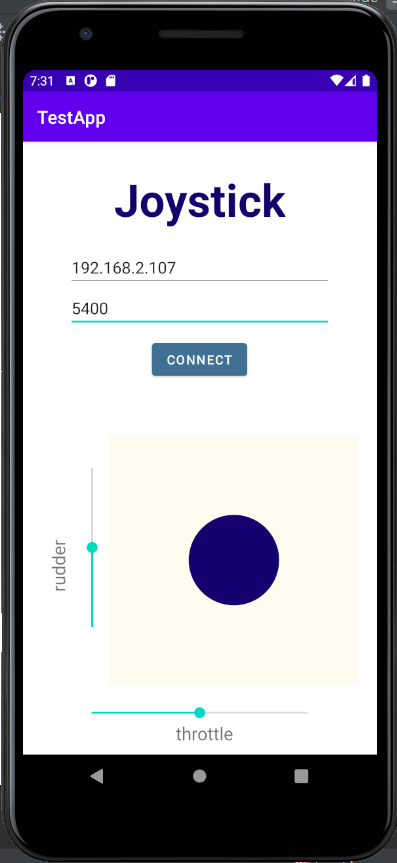 7:31
TestApp
Joystick
192.168.2.107
5400
CONNECT
rudder
throttle